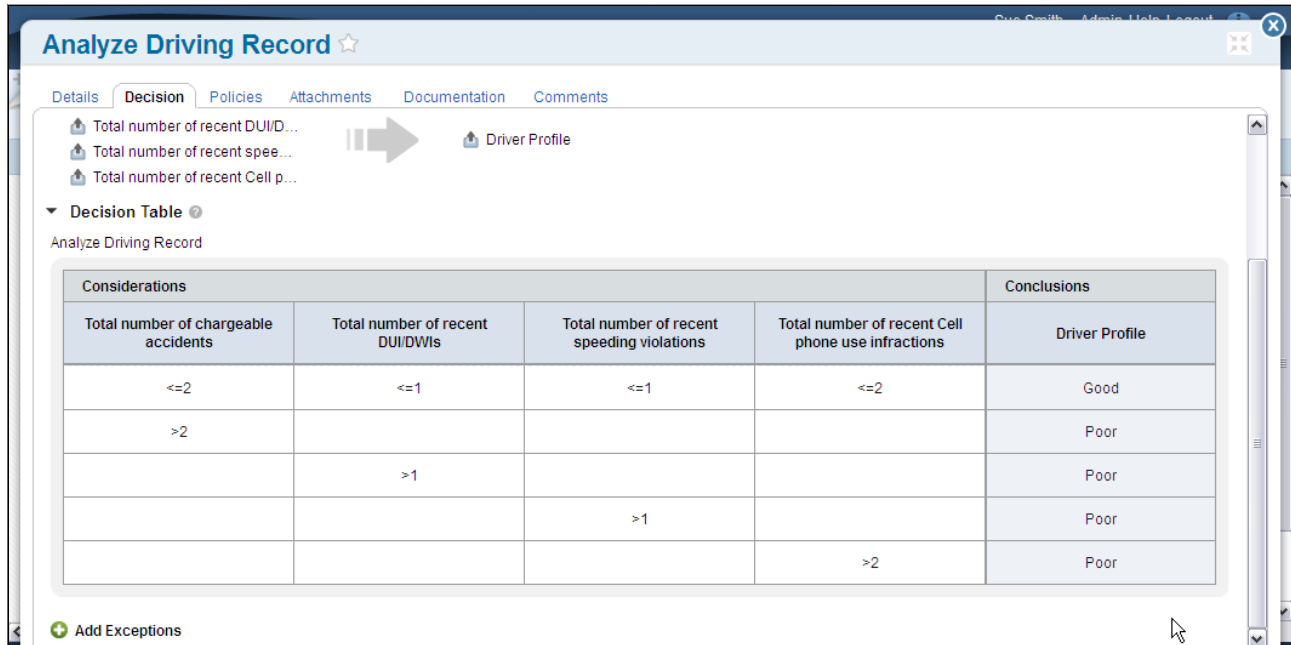 Sue Smith Admin Help Logout
Analyze Driving Record
Details Decision Policies Attachments Documentation Comments
Total number of recent DUI/D...
Total number of recent spee...
Total number of recent Cell p...
Driver Profile
Decision Table
Analyze Driving Record
Considerations Conclusions
Total number of chargeable accidents Total number of recent DUI/DWIs Total number of recent speeding violations Total number of recent Cell phone use infractions Driver Profile
<=2 <=1 <=1 <=2 Good
>2 Poor
>1 Poor
>1 Poor
>2 Poor
Add Exceptions